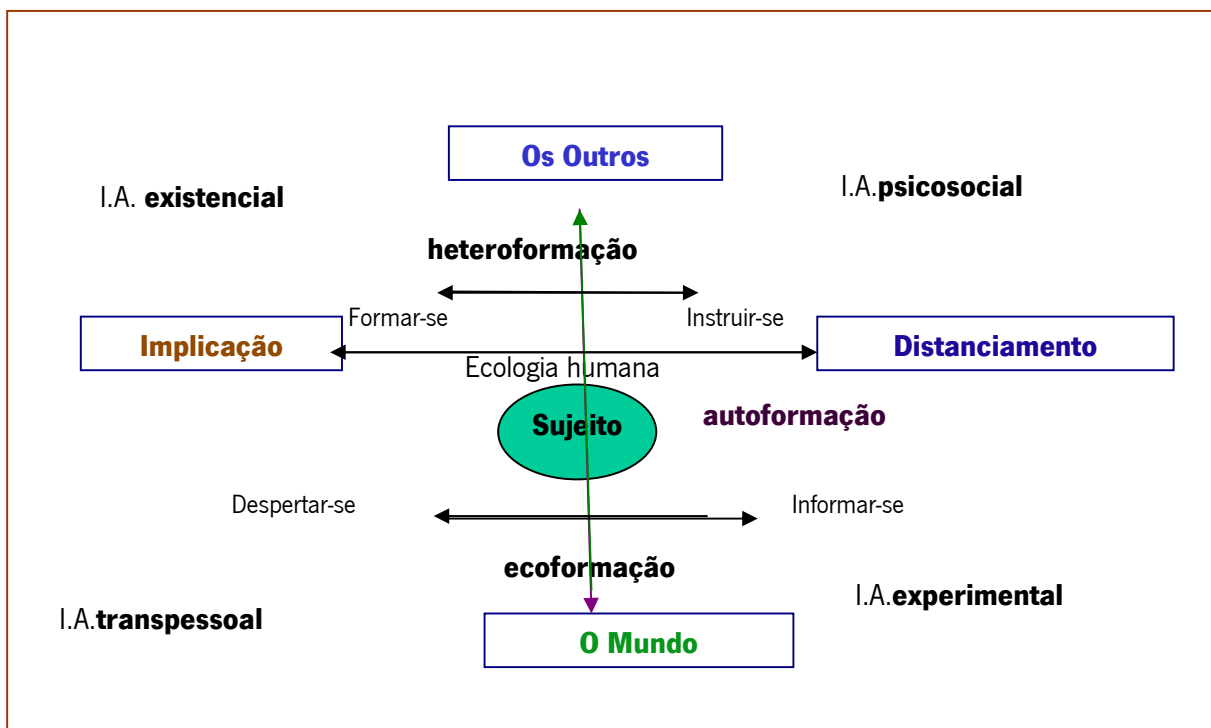 Os Outros
I.A. existencial
I.A.psicosocial
heteroformação
Formar-se
Instruir-se
Implicação
Distanciamento
Ecologia humana
Sujeito
autoformação
Despertar-se
Informar-se
ecoformação
I.A.transpessoal
I.A.experimental
O Mundo